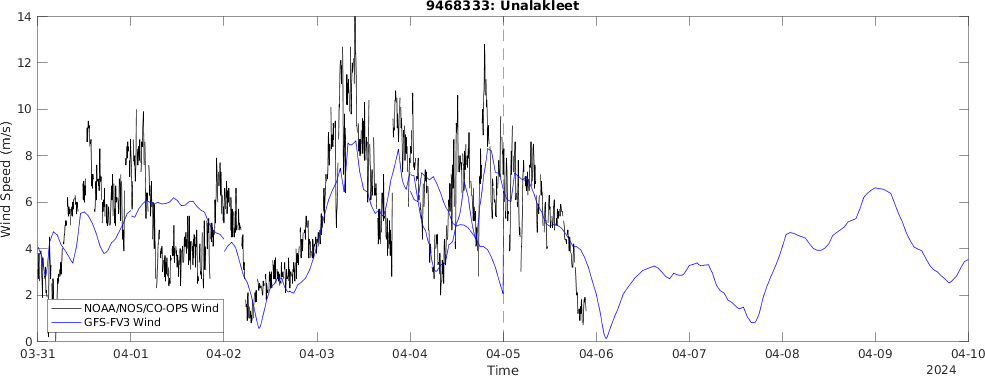 9468333: Unalakleet
14
12
10
8
6
4
2
0
Wind Speed (m/s)
NOAA/NOS/CO-OPS Wind
GFS-FV3 Wind
03-31 04-01 04-02 04-03 04-04 04-05 04-06 04-07 04-08 04-09 04-10
Time
2024